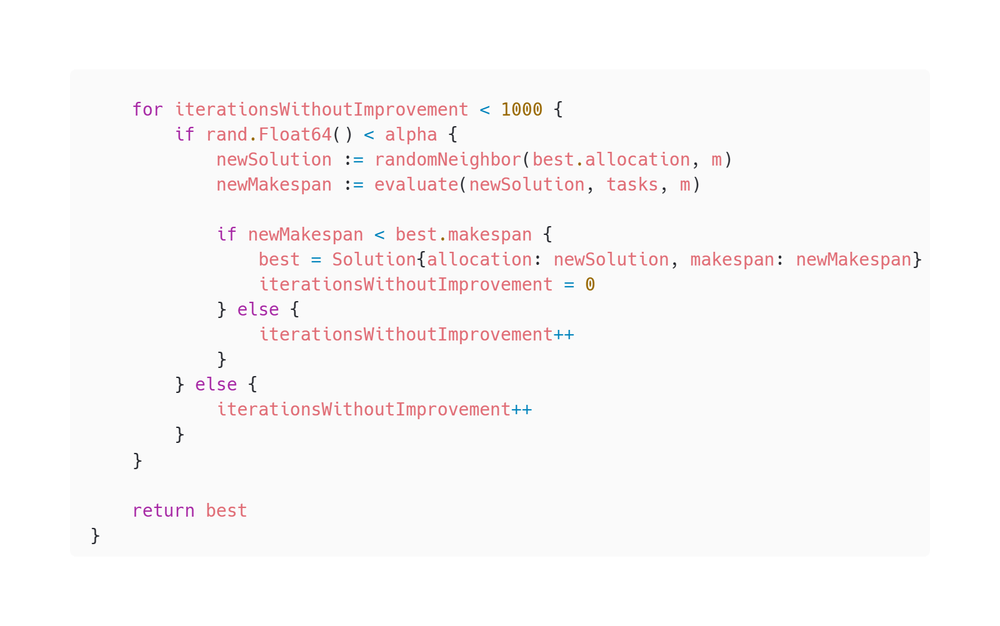 for iterationsWithoutImprovement < 1000 {
if rand.Float64() < alpha {
newSolution := randomNeighbor(best.allocation, m)
newMakespan := evaluate(newSolution, tasks, m)
if newMakespan < best.makespan {
best = Solution{allocation: newSolution, makespan: newMakespan}
iterationsWithoutImprovement = 0
} else {
iterationsWithoutImprovement++
}
} else {
iterationsWithoutImprovement++
}
}
return best
}